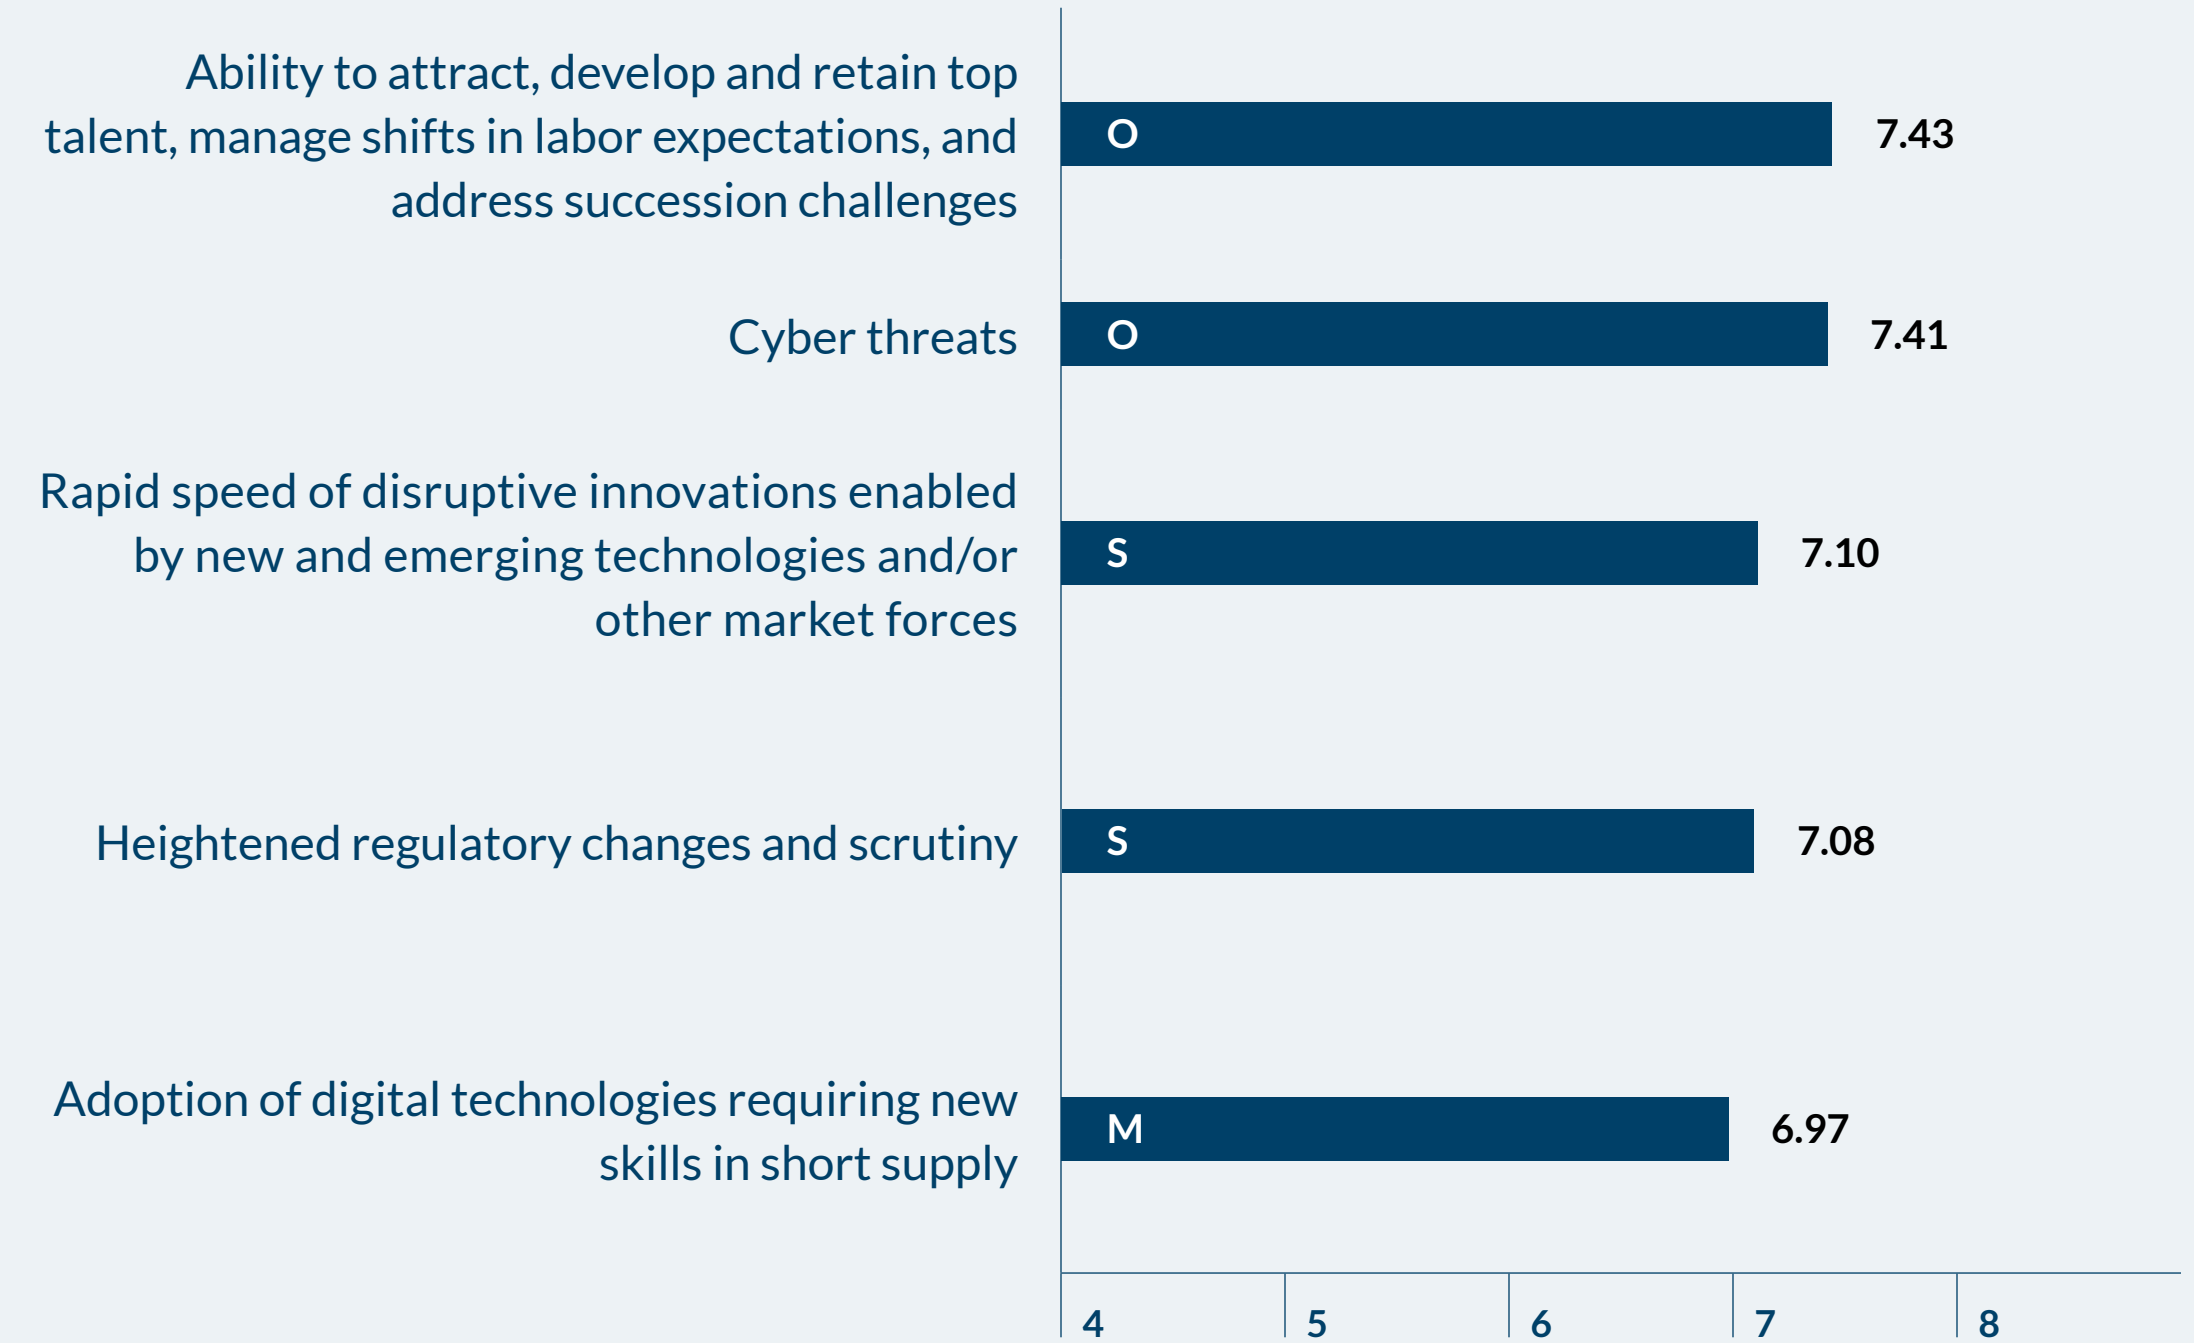 Ability to attract, develop and retain top
talent, manage shifts in labor expectations, and
address succession challenges
O
7.43
Cyber threats
O
7.41
Rapid speed of disruptive innovations enabled
by new and emerging technologies and/or
other market forces
S
7.10
Heightened regulatory changes and scrutiny
S
7.08
Adoption of digital technologies requiring new
skills in short supply
M
6.97
4 5 6 7 8